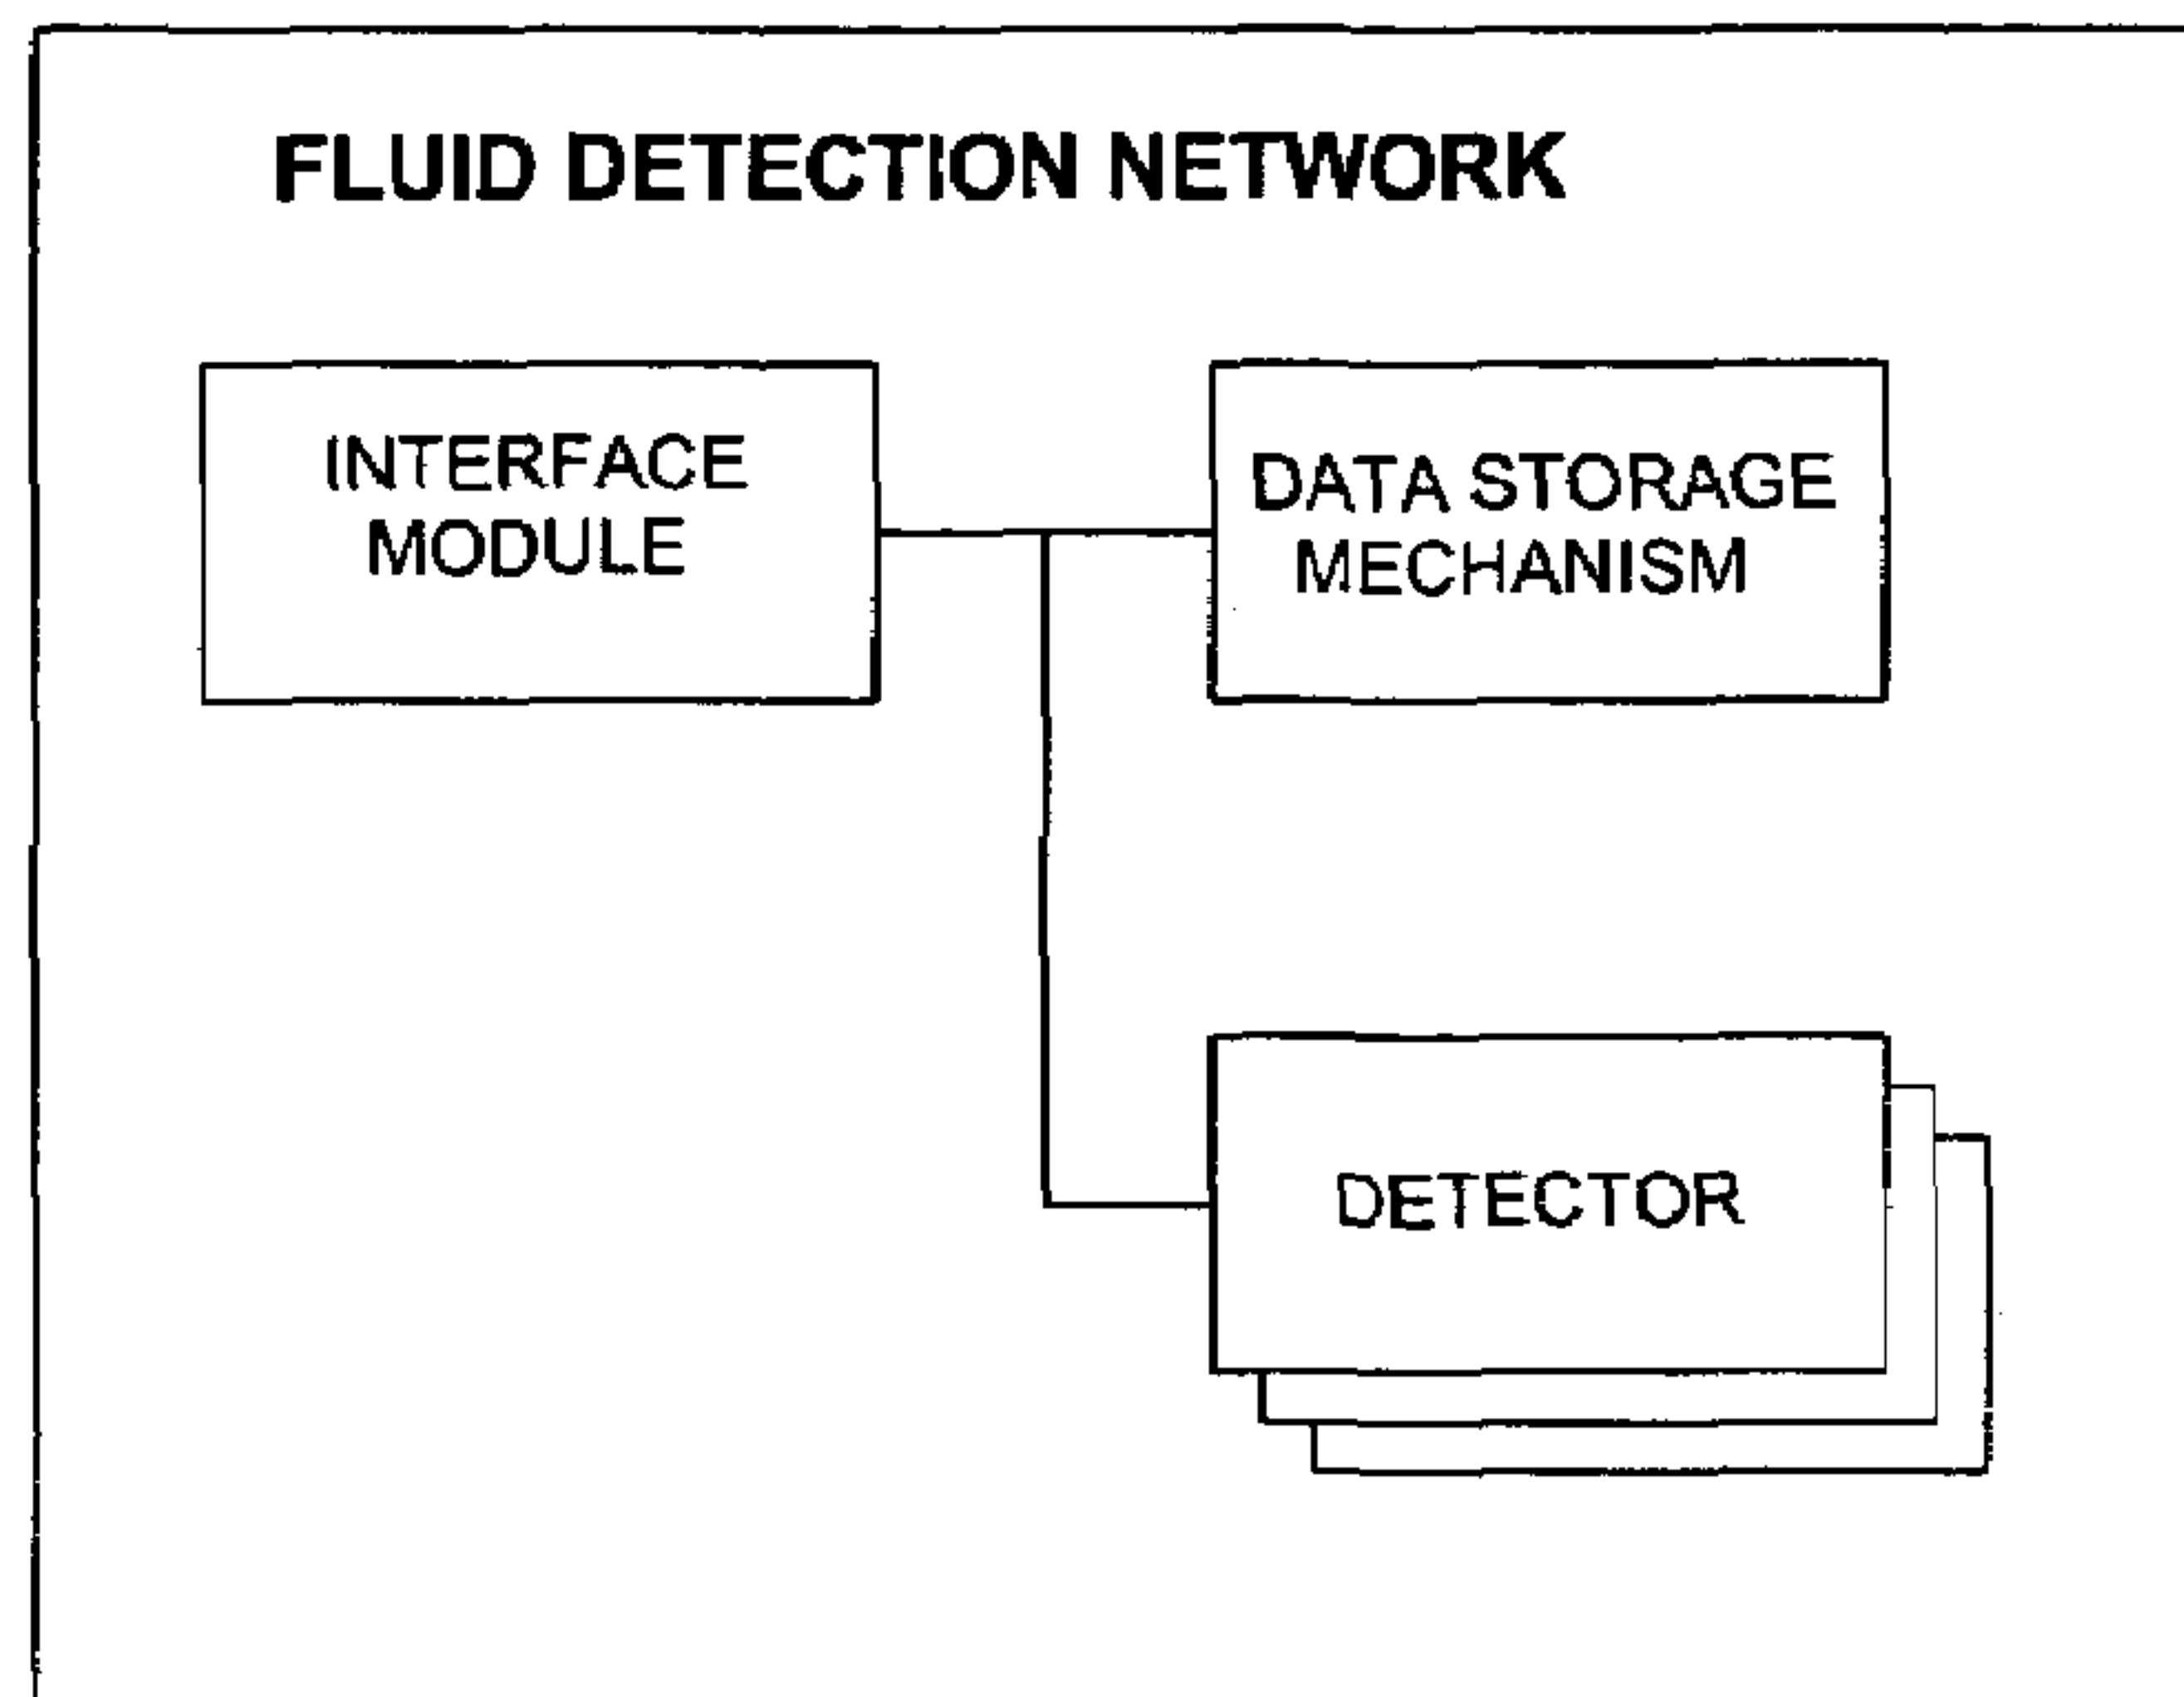 FLUID DETECTION NETWORK
INTERFACE
MODULE
DATA STORAGE
MECHANISM
DETECTOR